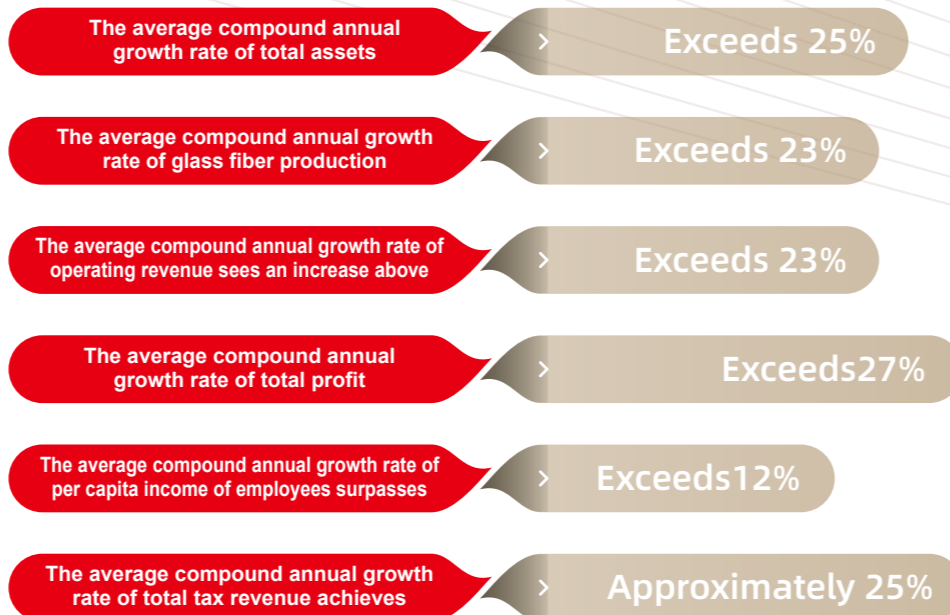 The average compound annual
growth rate of total assets
Exceeds 25%
The average compound annual growth
rate of glass fiber production
Exceeds 23%
The average compound annual growth rate of
operating revenue sees an increase above
Exceeds 23%
The average compound annual
growth rate of total profit
Exceeds27%
The average compound annual growth rate of
per capita income of employees surpasses
Exceeds12%
The average compound annual growth
rate of total tax revenue achieves
Approximately 25%